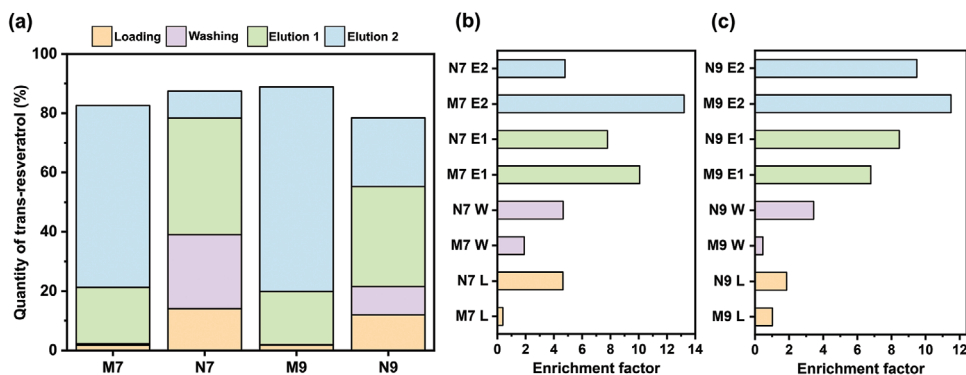 (a)
Loading Washing Elution 1 Elution 2
Quantity of trans-resveratrol (%)
100
80
60
40
20
0
M7 N7 M9 N9
(b)
N7 E2
M7 E2
N7 E1
M7 E1
N7 W
M7 W
N7 L
M7 L
0 2 4 6 8 10 12 14
Enrichment factor
(c)
N9 E2
M9 E2
N9 E1
M9 E1
N9 W
M9 W
N9 L
M9 L
0 2 4 6 8 10 12
Enrichment factor